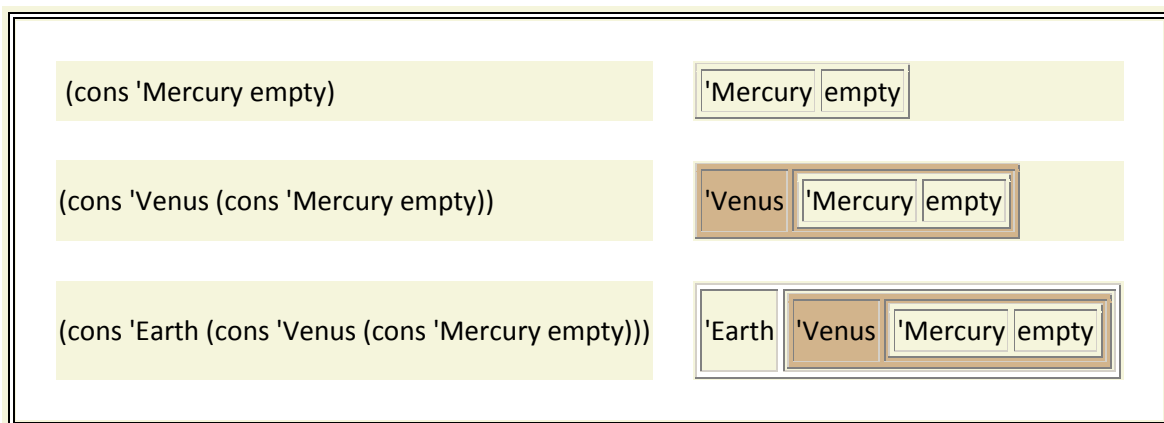 (cons 'Mercury empty) 'Mercury empty
(cons 'Venus (cons 'Mercury empty)) 'Venus 'Mercury empty
(cons 'Earth (cons 'Venus (cons 'Mercury empty))) 'Earth 'Venus 'Mercury empty